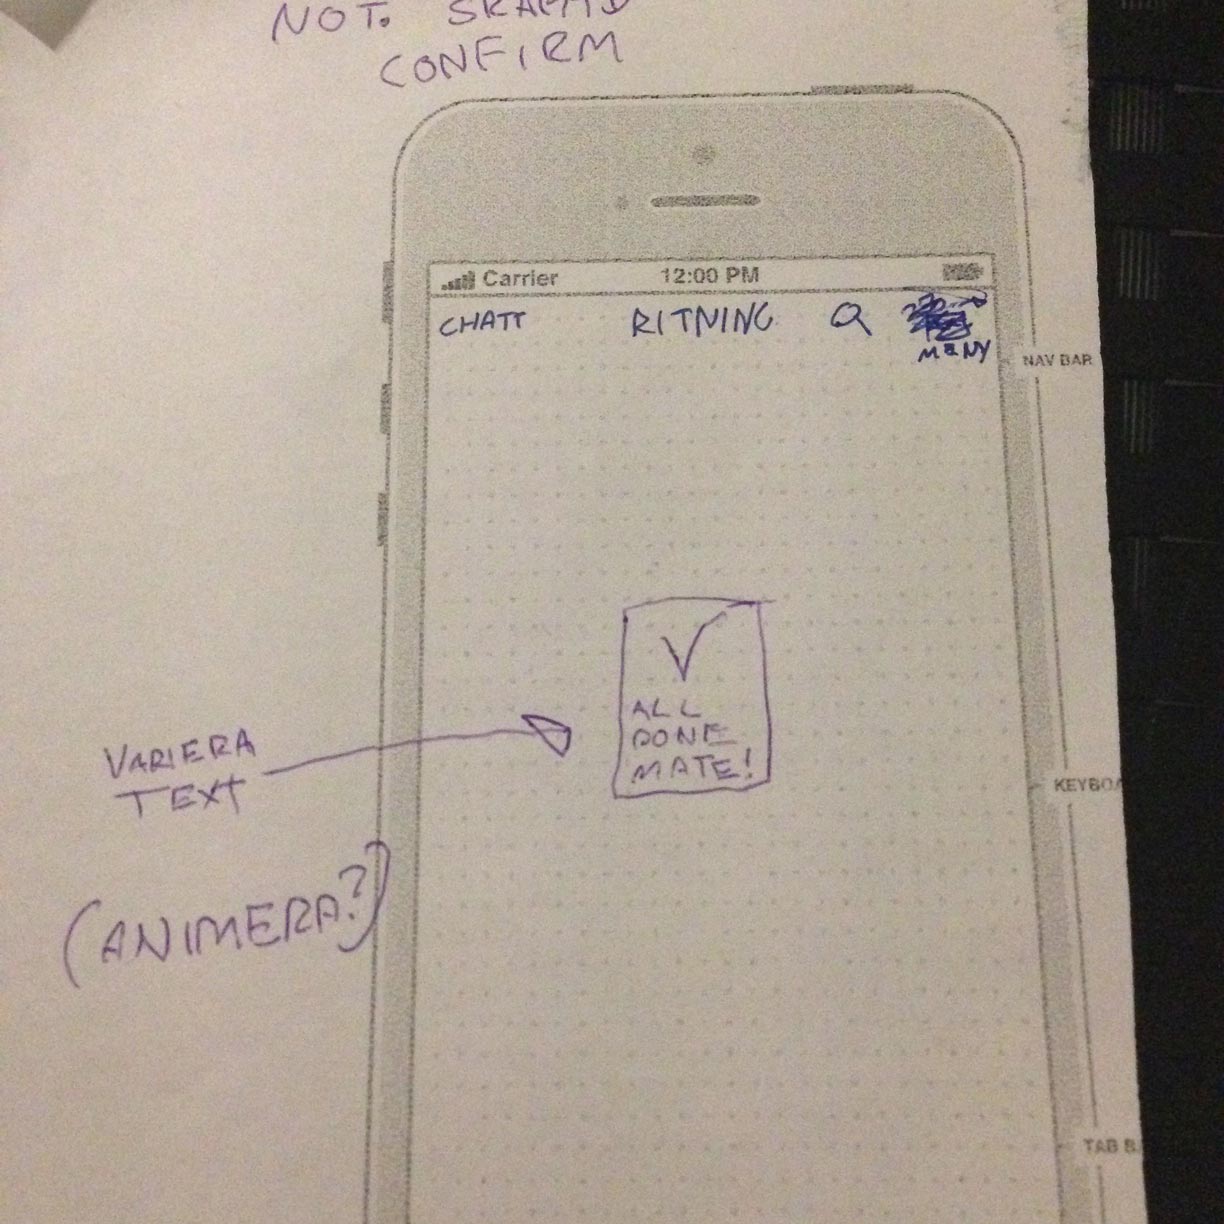 NOT. SKAPAD
CONFIRM
Carrier 12:00 PM
CHATT RITNING MENY
NAV BAR
ALL
DONE
MATE!
VARIERA
TEXT
KEYBOA
(ANIMERA?)
TAB B